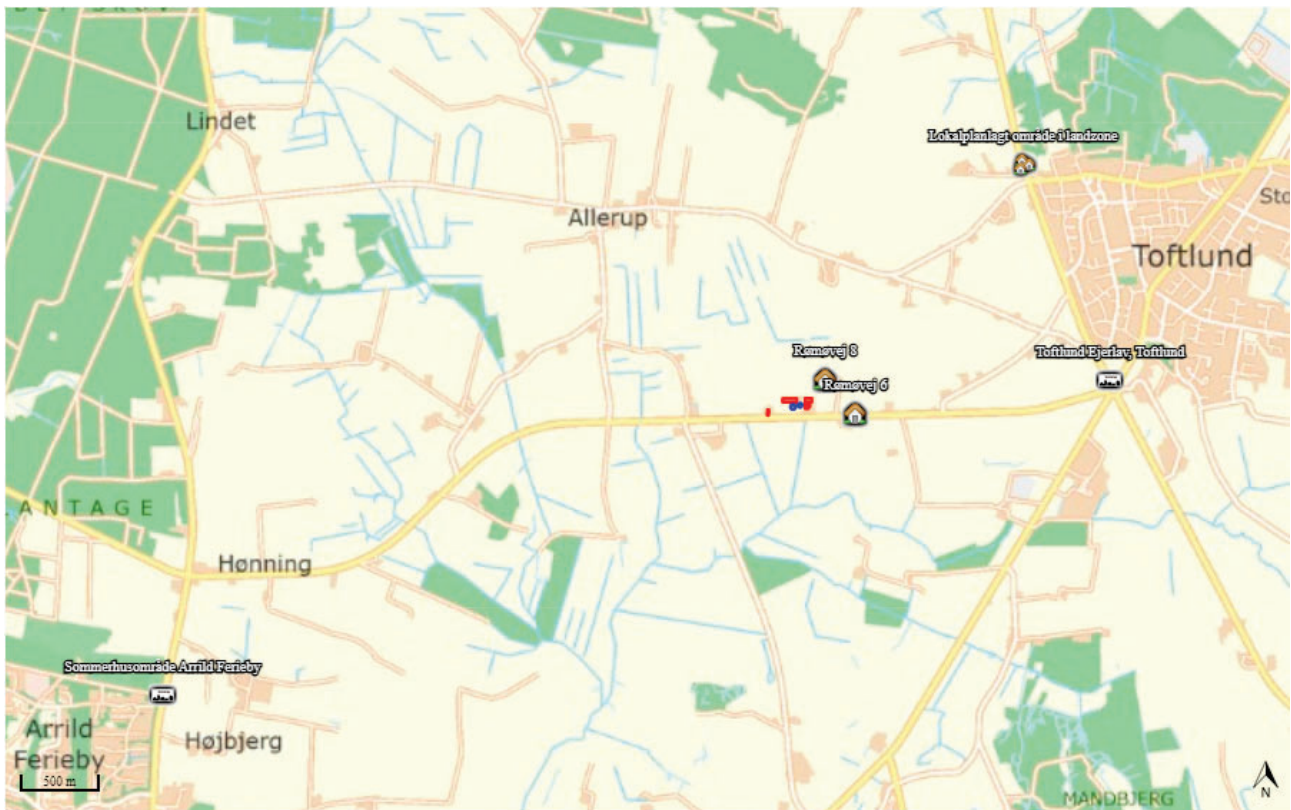 Lindet
Lokalplanlagt område i landzone
Allerup
Sto
Toftlund
Rømøvej 8
Toftlund Ejerlav, Toftlund
Rømøvej 6
ANTAGE
Hønning
Sommerhusområde Arrild Ferieby
Arrild
Ferieby
Højbjerg
500 m
N
MANDBJERG